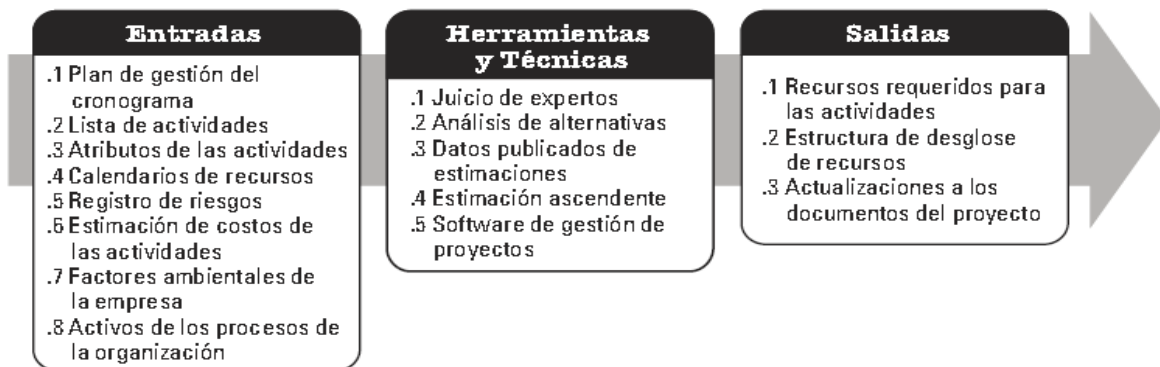 Entradas
.1 Plan de gestión del
cronograma
.2 Lista de actividades
.3 Atributos de las actividades
.4 Calendarios de recursos
.5 Registro de riesgos
.6 Estimación de costos de
las actividades
.7 Factores ambientales de
la empresa
.8 Activos de los procesos de
la organización
Herramientas
y Técnicas
.1 Juicio de expertos
.2 Análisis de alternativas
.3 Datos publicados de
estimaciones
.4 Estimación ascendente
.5 Software de gestión de
proyectos
Salidas
.1 Recursos requeridos para
las actividades
.2 Estructura de desglose
de recursos
.3 Actualizaciones a los
documentos del proyecto